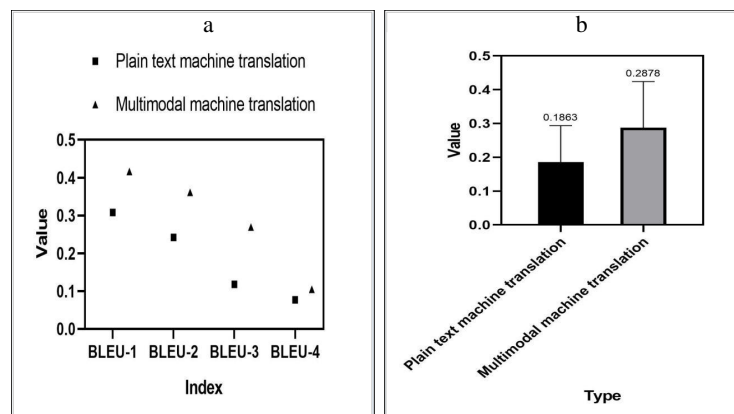 a
Plain text machine translation
Multimodal machine translation
0.5
0.4
0.3
0.2
0.1
0.0
Value
BLEU-1 BLEU-2 BLEU-3 BLEU-4
Index
b
0.5
0.4
0.3
0.2
0.1
0.0
Value
0.1863
0.2878
Plain text machine translation
Multimodal machine translation
Type